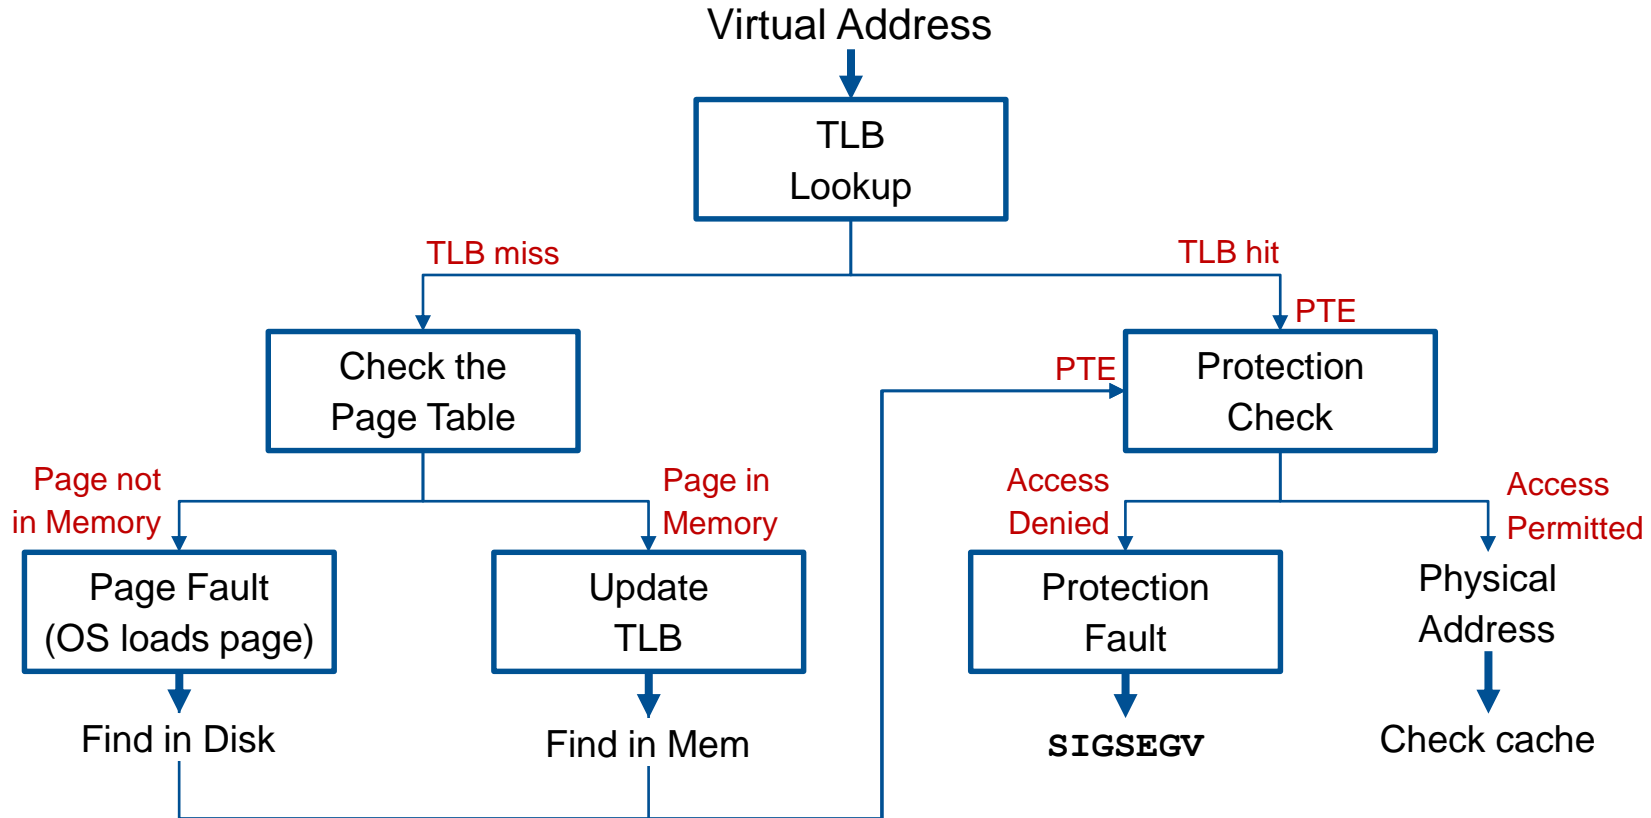 Virtual Address
TLB
Lookup
TLB miss
TLB hit
PTE
Check the
Page Table
PTE
Protection
Check
Page not
in Memory
Page in
Memory
Access
Denied
Access
Permitted
Page Fault
(OS loads page)
Update
TLB
Protection
Fault
Physical
Address
Find in Disk
Find in Mem
SIGSEGV
Check cache